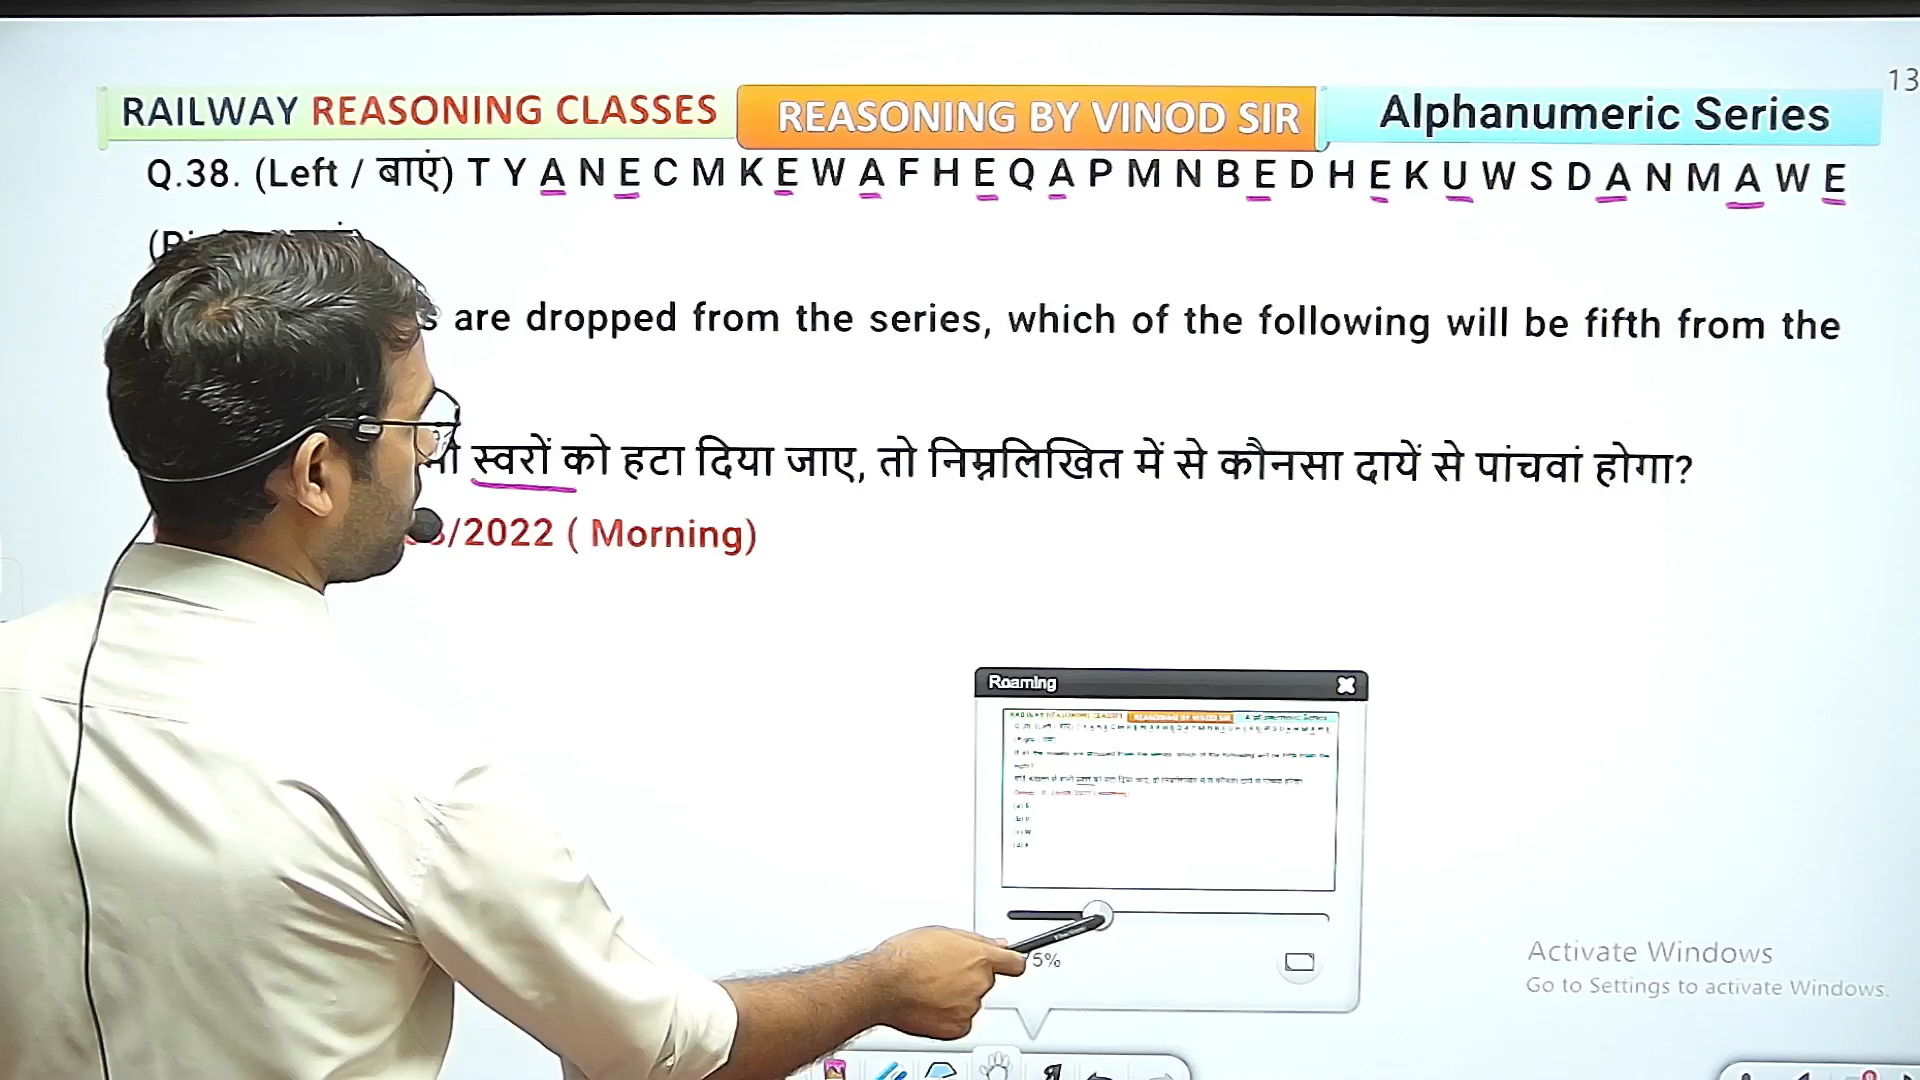 13
RAILWAY REASONING CLASSES REASONING BY VINOD SIR Alphanumeric Series
Q.38. (Left / बाएं) T Y A N E C M K E W A F H E Q A P M N B E D H E K U W S D A N M A W E
are dropped from the series, which of the following will be fifth from the
स्वरों को हटा दिया जाए, तो निम्नलिखित में से कौनसा दायें से पांचवां होगा?
/2022 ( Morning)
Roaming
5%
Activate Windows
Go to Settings to activate Windows.